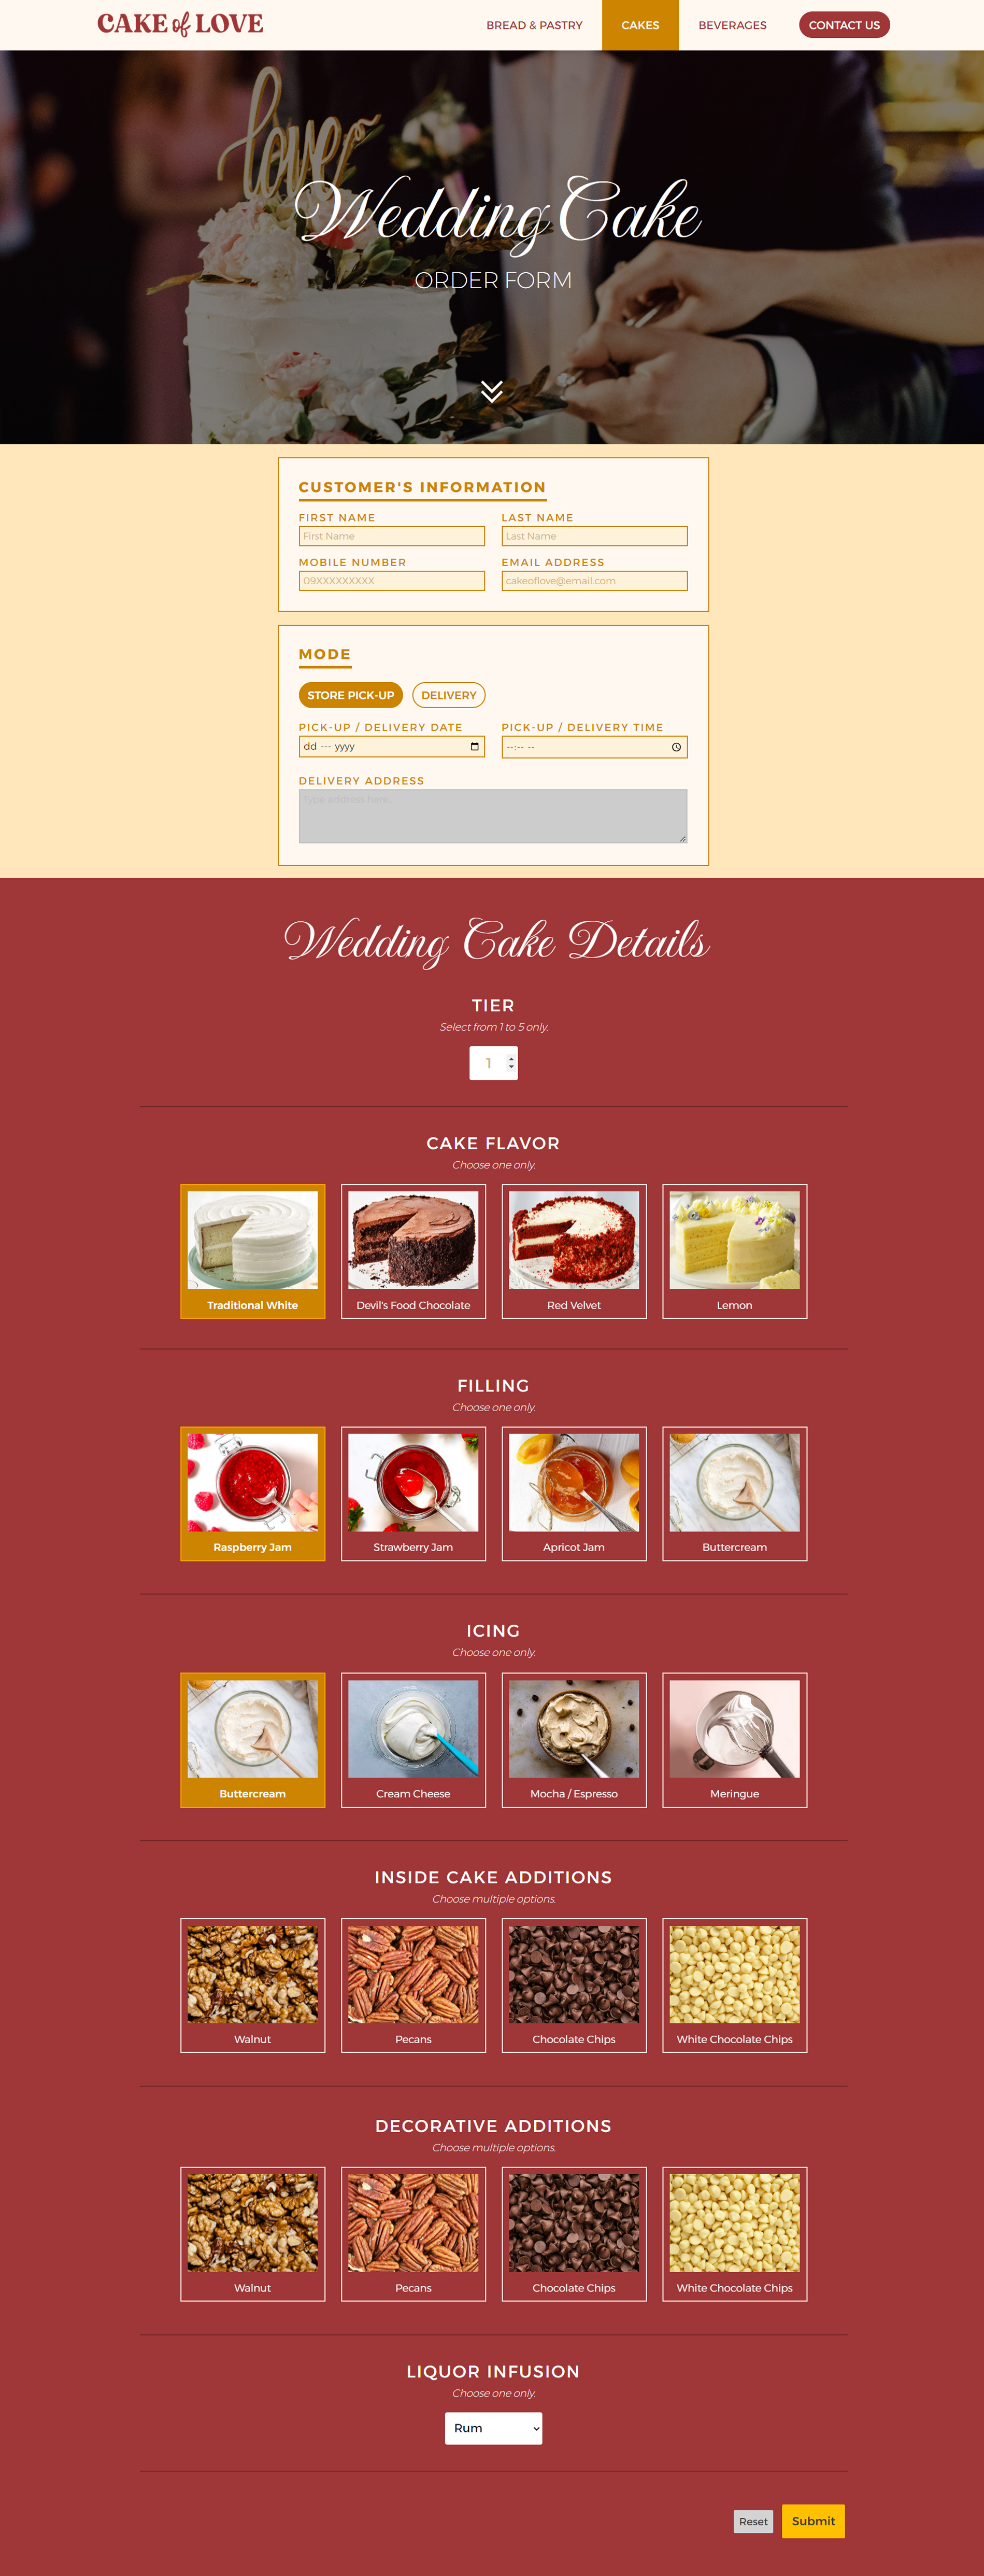 CAKE of LOVE
BREAD & PASTRY CAKES BEVERAGES CONTACT US
love
Wedding Cake
ORDER FORM
CUSTOMER'S INFORMATION
FIRST NAME LAST NAME
First Name Last Name
MOBILE NUMBER EMAIL ADDRESS
09XXXXXXXXX cakeoflove@email.com
MODE
STORE PICK-UP DELIVERY
PICK-UP / DELIVERY DATE PICK-UP / DELIVERY TIME
dd --- yyyy --:-- --
DELIVERY ADDRESS
Type address here...
Wedding Cake Details
TIER
Select from 1 to 5 only.
1
CAKE FLAVOR
Choose one only.
Traditional White Devil's Food Chocolate Red Velvet Lemon
FILLING
Choose one only.
Raspberry Jam Strawberry Jam Apricot Jam Buttercream
ICING
Choose one only.
Buttercream Cream Cheese Mocha / Espresso Meringue
INSIDE CAKE ADDITIONS
Choose multiple options.
Walnut Pecans Chocolate Chips White Chocolate Chips
DECORATIVE ADDITIONS
Choose multiple options.
Walnut Pecans Chocolate Chips White Chocolate Chips
LIQUOR INFUSION
Choose one only.
Rum
Reset Submit